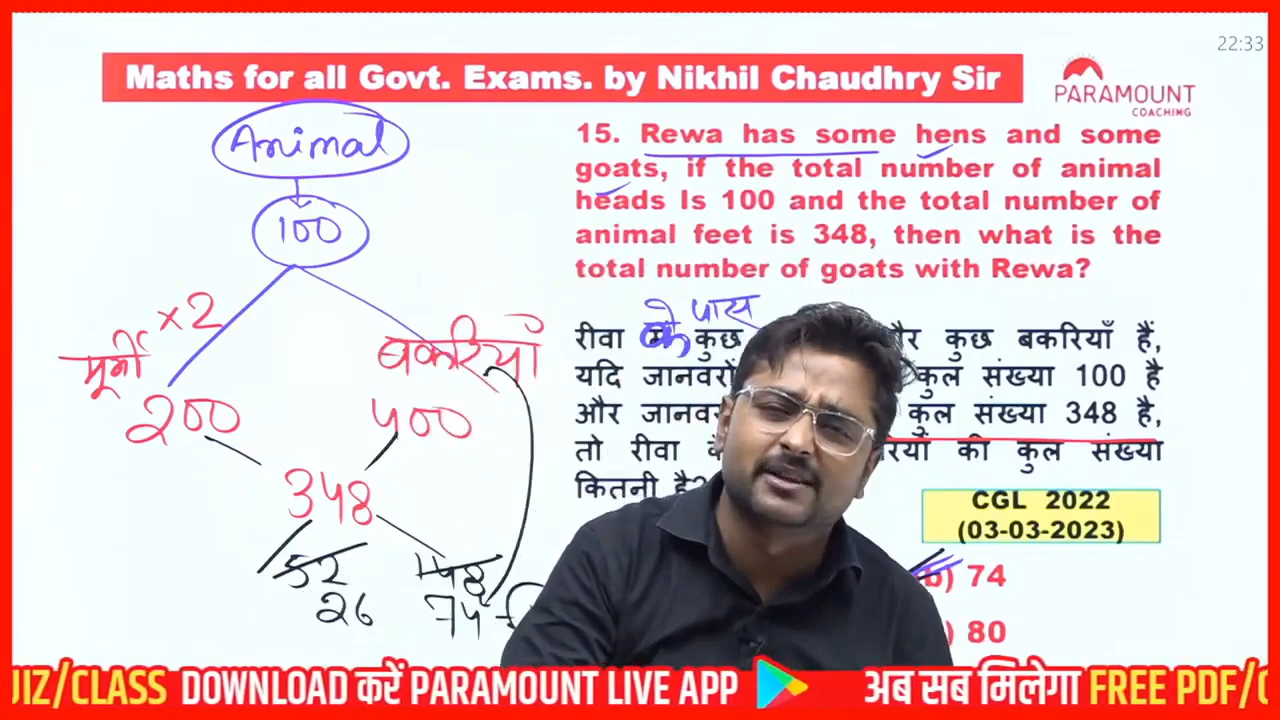 22:33
Maths for all Govt. Exams. by Nikhil Chaudhry Sir
PARAMOUNT
COACHING
Animal
100
×2
मुर्गी
बकरियाँ
200
400
348
52
148
26
74
15. Rewa has some hens and some
goats, if the total number of animal
heads Is 100 and the total number of
animal feet is 348, then what is the
total number of goats with Rewa?
के पास
रीवा कुछ और कुछ बकरियाँ हैं,
यदि जानवरों कुल संख्या 100 है
और कुल संख्या 348 है,
तो रीवा की कुल संख्या
कितनी है?
CGL 2022
(03-03-2023)
b) 74
) 80
UIZ/CLASS DOWNLOAD करें PARAMOUNT LIVE APP अब सब मिलेगा FREE PDF/